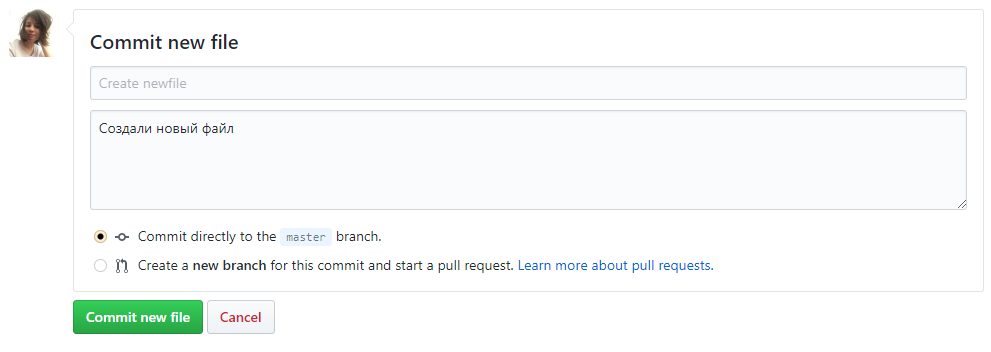 Commit new file
Create newfile
Создали новый файл
Commit directly to the master branch.
Create a new branch for this commit and start a pull request. Learn more about pull requests.
Commit new file Cancel